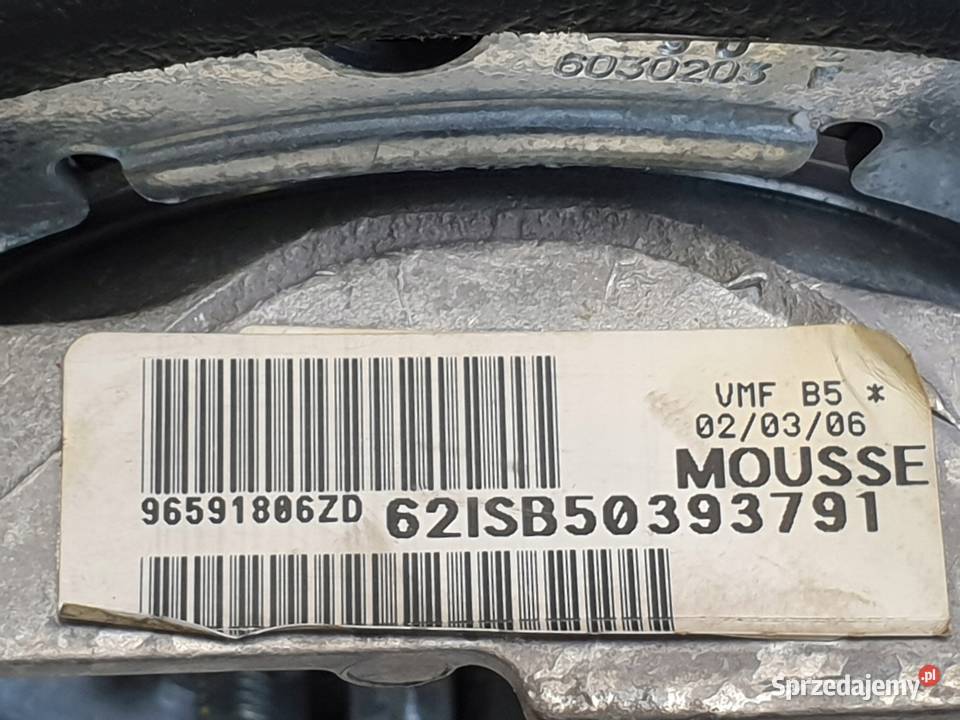 6030203
VMF B5 *
02/03/06
MOUSSE
96591806ZD 62ISB50393791
Sprzedajemy.pl